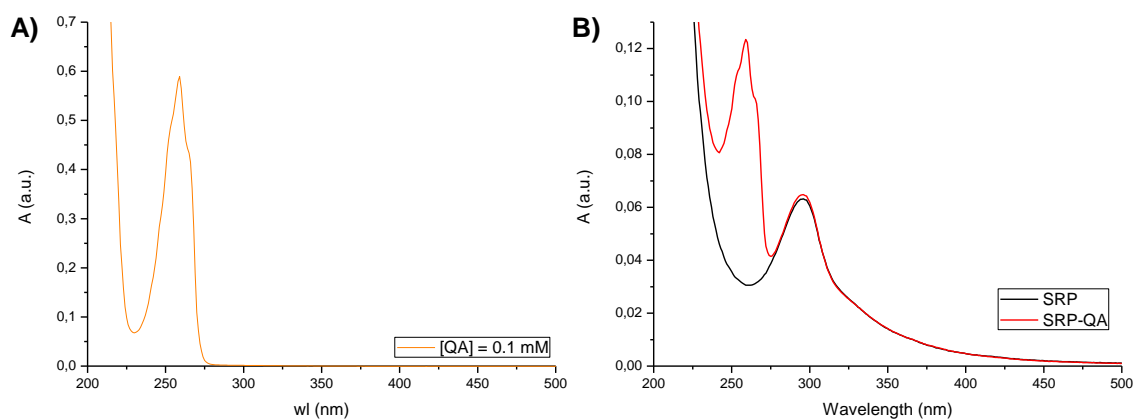 A)
0,7
0,6
0,5
0,4
0,3
0,2
0,1
0,0
A (a.u.)
200 250 300 350 400 450 500
wl (nm)
[QA] = 0.1 mM
B)
0,12
0,10
0,08
0,06
0,04
0,02
0,00
A (a.u.)
200 250 300 350 400 450 500
Wavelength (nm)
SRP
SRP-QA